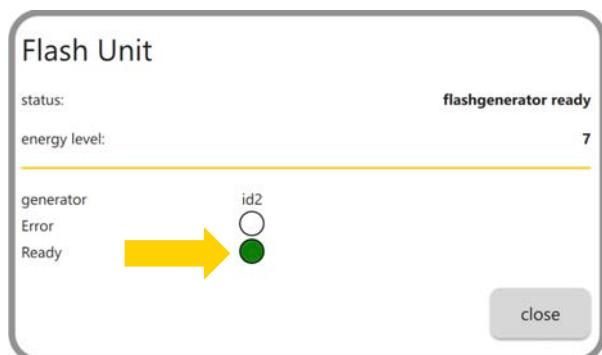 Flash Unit
status: flashgenerator ready
energy level: 7
generator id2
Error
Ready
close